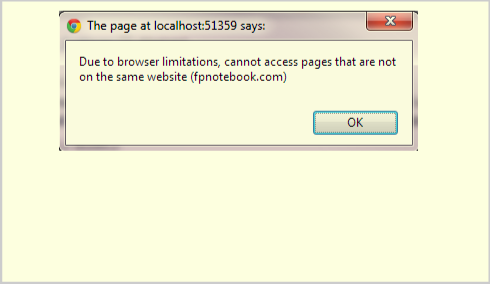 The page at localhost:51359 says:
Due to browser limitations, cannot access pages that are not
on the same website (fpnotebook.com)
OK